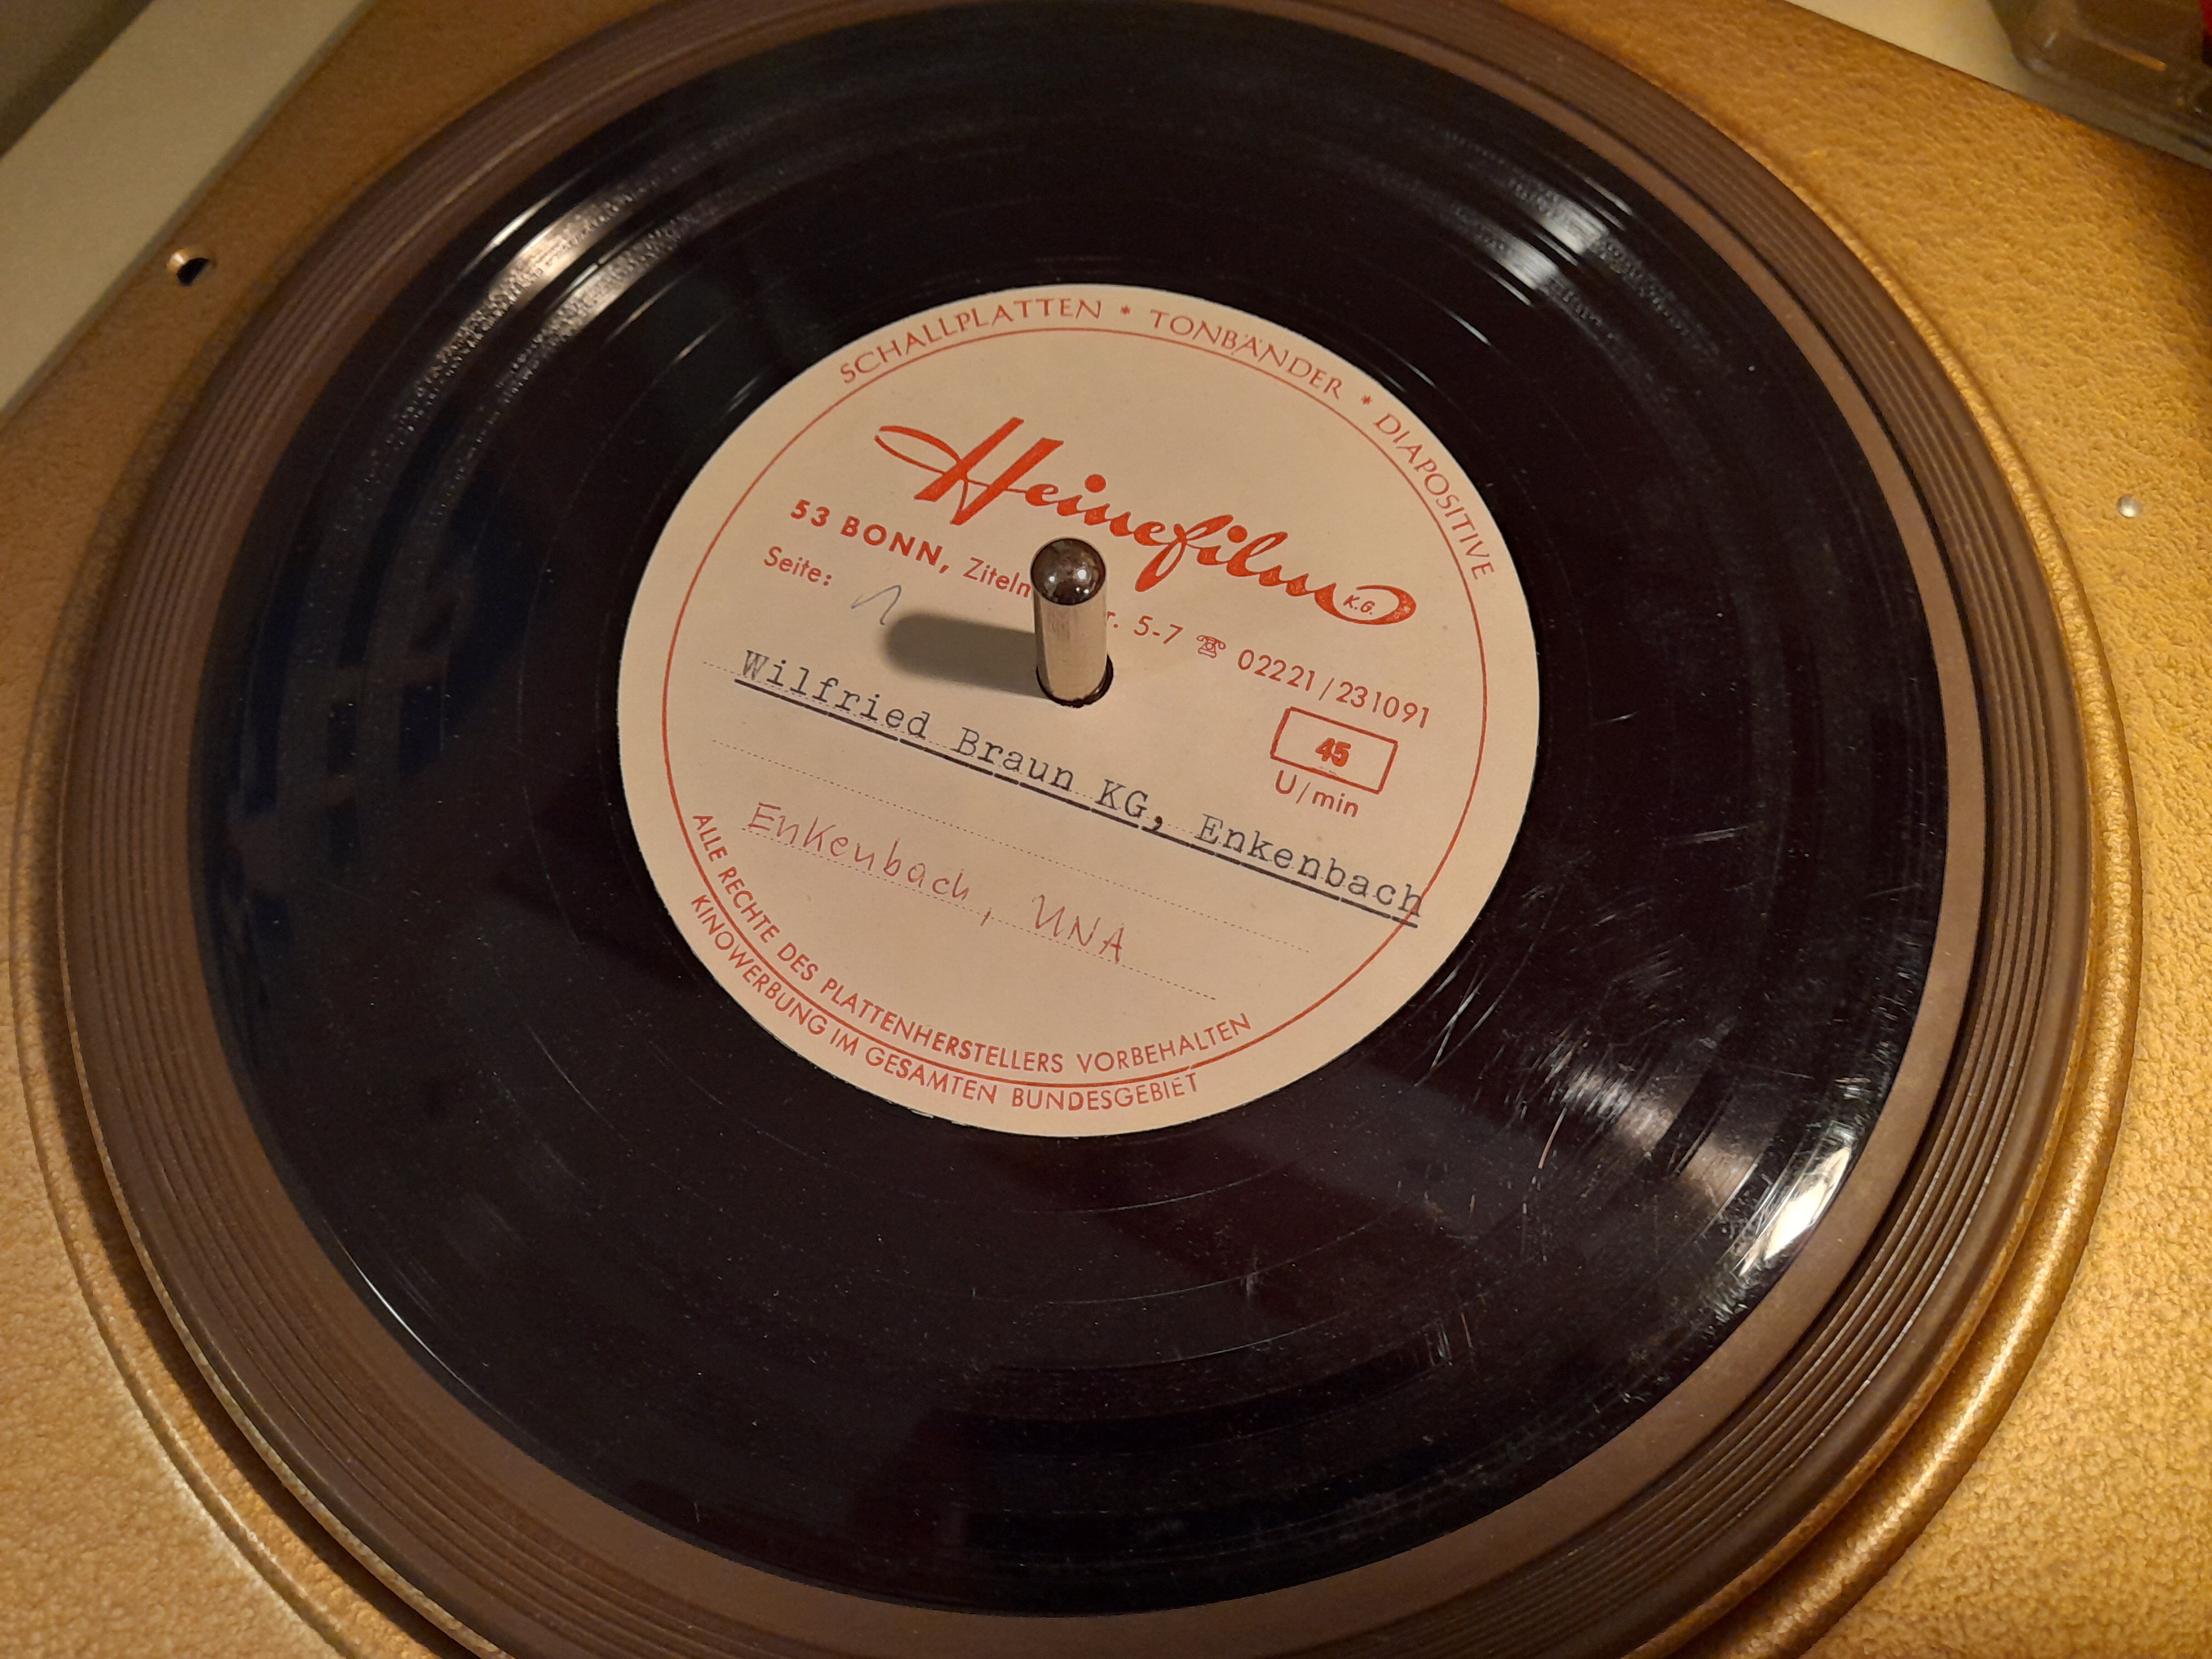 SCHALLPLATTEN * TONBÄNDER * DIAPOSITIVE
Heinefilm K.G.
53 BONN, 5-7 ☎ 02221/231091
Seite: 1
45
U/min
Wilfried Braun KG, Enkenbach
Enkenbach, UNA
ALLE RECHTE DES PLATTENHERSTELLERS VORBEHALTEN
KINOWERBUNG IM GESAMTEN BUNDESGEBIET